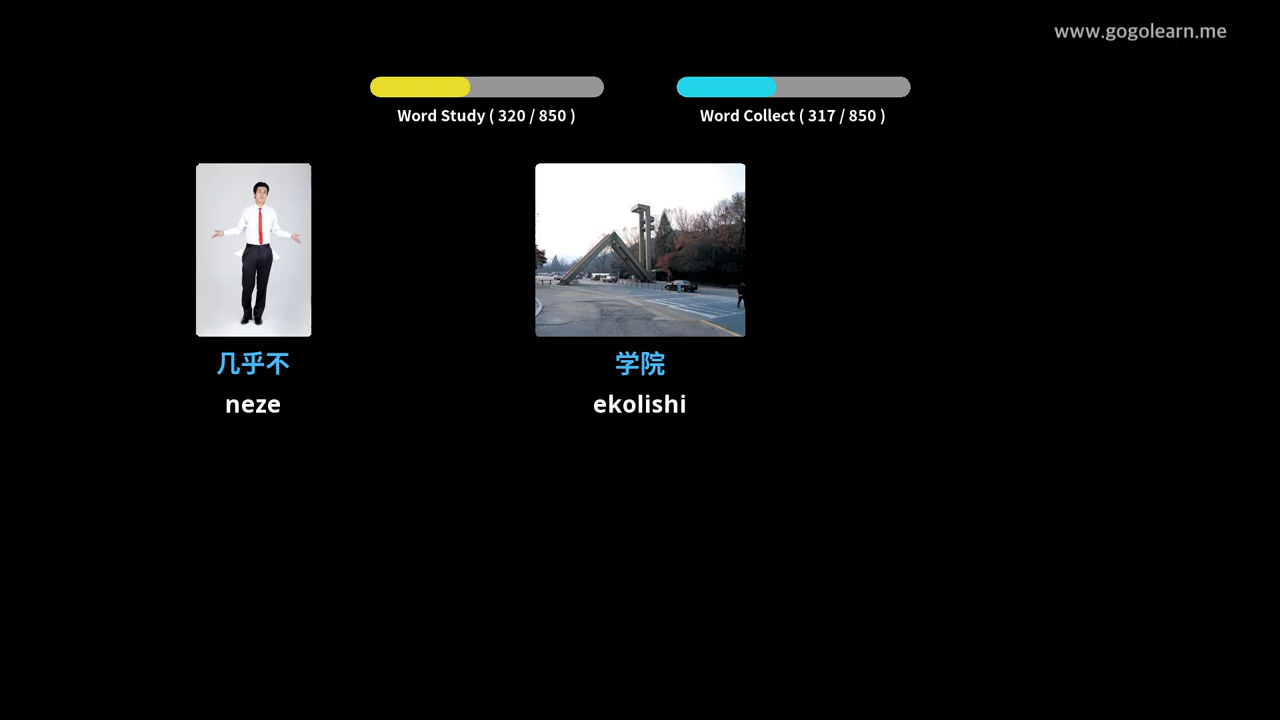 www.gogolearn.me
Word Study ( 320 / 850 )
Word Collect ( 317 / 850 )
几乎不
学院
neze
ekolishi